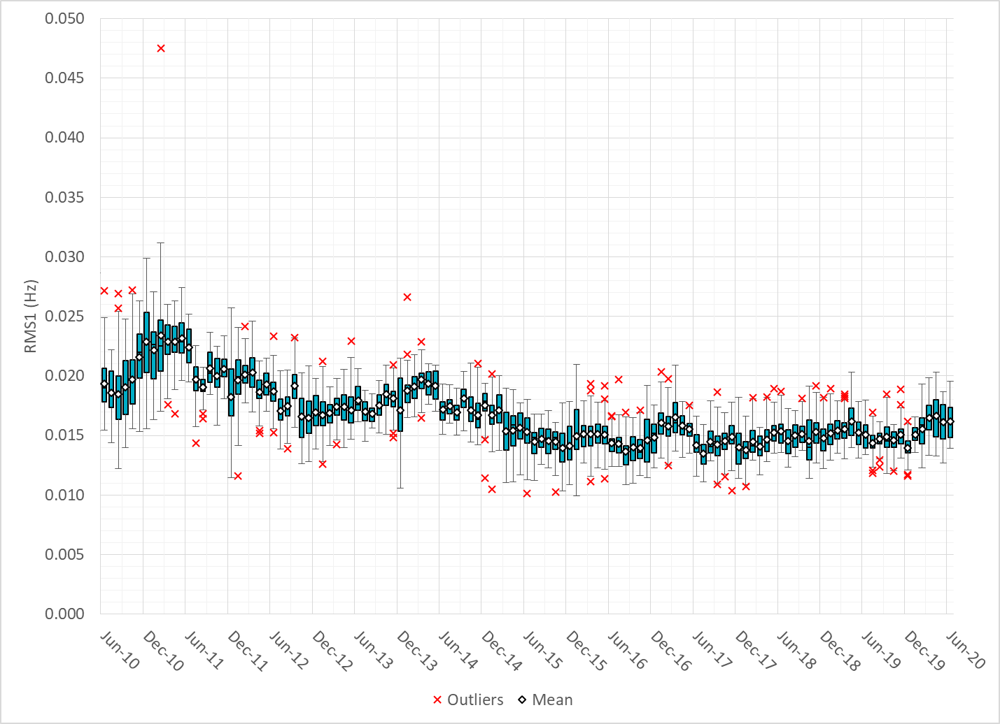 0.050
0.045
0.040
0.035
0.030
0.025
0.020
0.015
0.010
0.005
0.000
RMS1 (Hz)
Jun-10
Dec-10
Jun-11
Dec-11
Jun-12
Dec-12
Jun-13
Dec-13
Jun-14
Dec-14
Jun-15
Dec-15
Jun-16
Dec-16
Jun-17
Dec-17
Jun-18
Dec-18
Jun-19
Dec-19
Jun-20
Outliers Mean